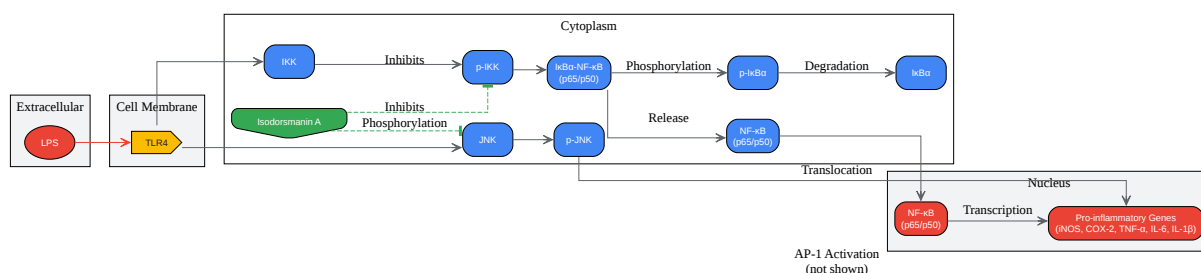 Cytoplasm
IKK
Inhibits
p-IKK
IκBα-NF-κB
(p65/p50)
Phosphorylation
p-IκBα
Degradation
IκBα
Extracellular
LPS
Cell Membrane
TLR4
Isodorsmanin A
Inhibits
Phosphorylation
JNK
p-JNK
Release
NF-κB
(p65/p50)
Translocation
Nucleus
NF-κB
(p65/p50)
Transcription
Pro-inflammatory Genes
(iNOS, COX-2, TNF-α, IL-6, IL-1β)
AP-1 Activation
(not shown)